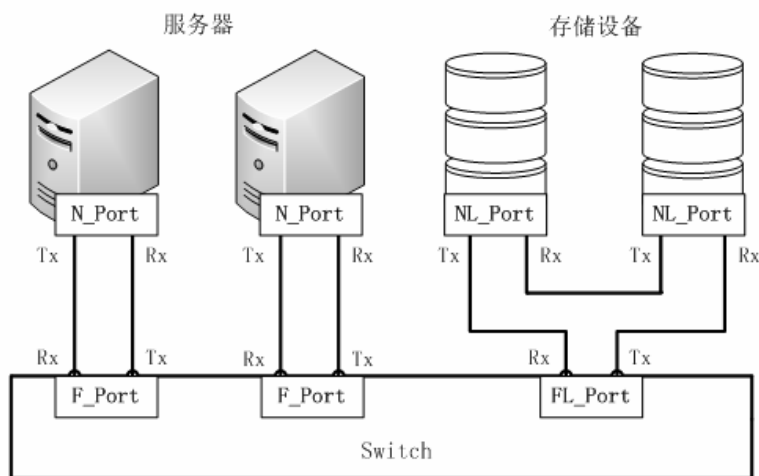 服务器 存储设备
N_Port N_Port NL_Port NL_Port
Tx Rx Tx Rx Tx Rx Tx Rx
Rx Tx Rx Tx Rx Tx
F_Port F_Port FL_Port
Switch